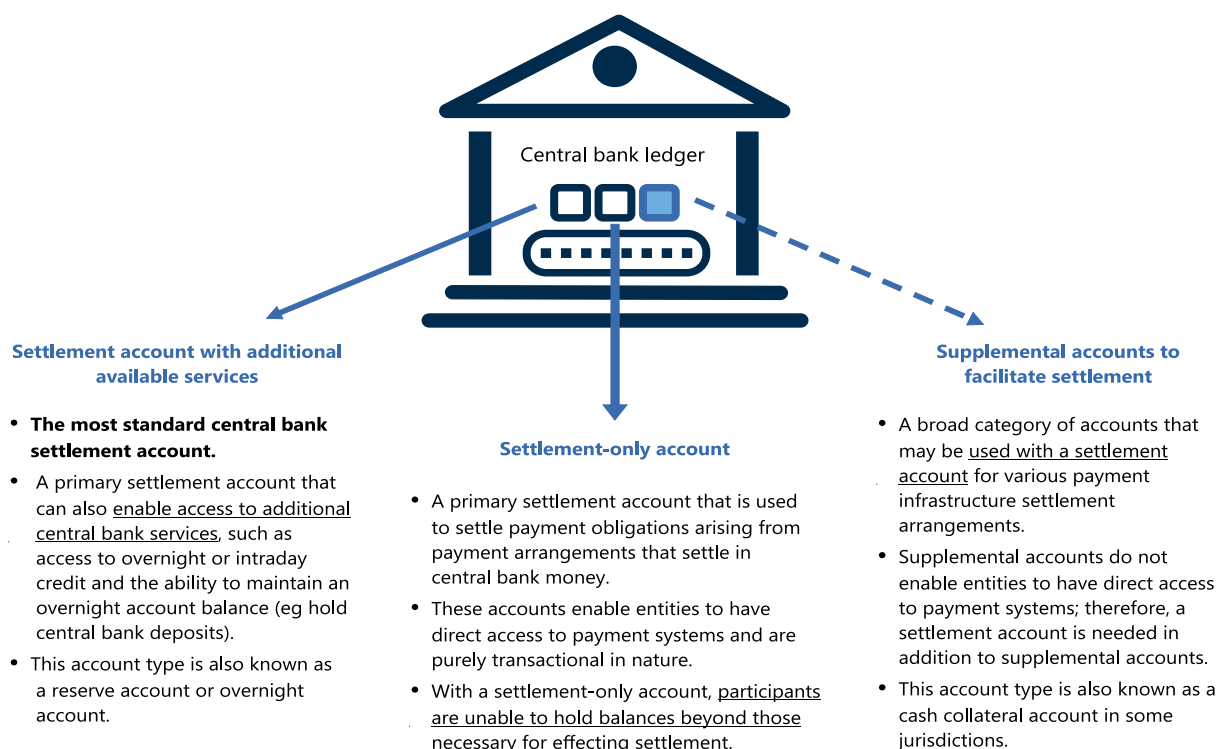 Central bank ledger
Settlement account with additional
available services
• The most standard central bank
settlement account.
• A primary settlement account that
can also enable access to additional
central bank services, such as
access to overnight or intraday
credit and the ability to maintain an
overnight account balance (eg hold
central bank deposits).
• This account type is also known as
a reserve account or overnight
account.
Settlement-only account
• A primary settlement account that is used
to settle payment obligations arising from
payment arrangements that settle in
central bank money.
• These accounts enable entities to have
direct access to payment systems and are
purely transactional in nature.
• With a settlement-only account, participants
are unable to hold balances beyond those
necessary for effecting settlement.
Supplemental accounts to
facilitate settlement
• A broad category of accounts that
may be used with a settlement
account for various payment
infrastructure settlement
arrangements.
• Supplemental accounts do not
enable entities to have direct access
to payment systems; therefore, a
settlement account is needed in
addition to supplemental accounts.
• This account type is also known as a
cash collateral account in some
jurisdictions.